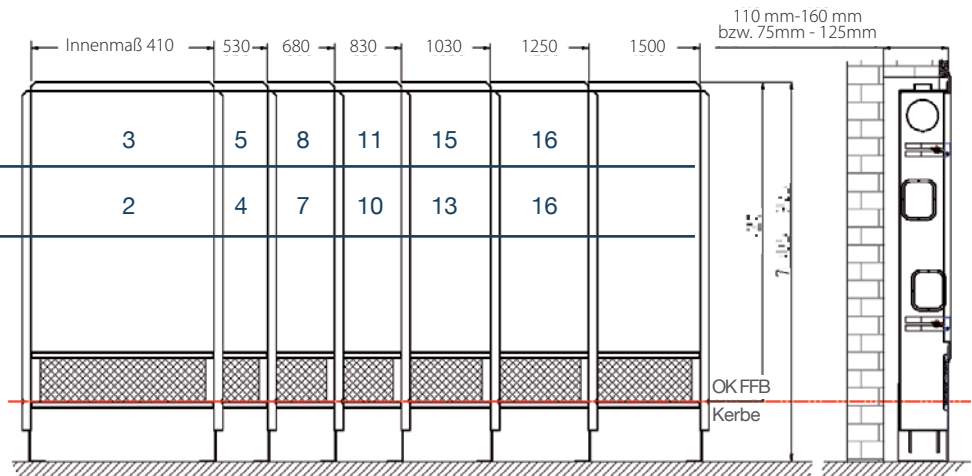 110 mm-160 mm
bzw. 75mm - 125mm
Innenmaß 410 530 680 830 1030 1250 1500
3 5 8 11 15 16
2 4 7 10 13 16
OK FFB
Kerbe